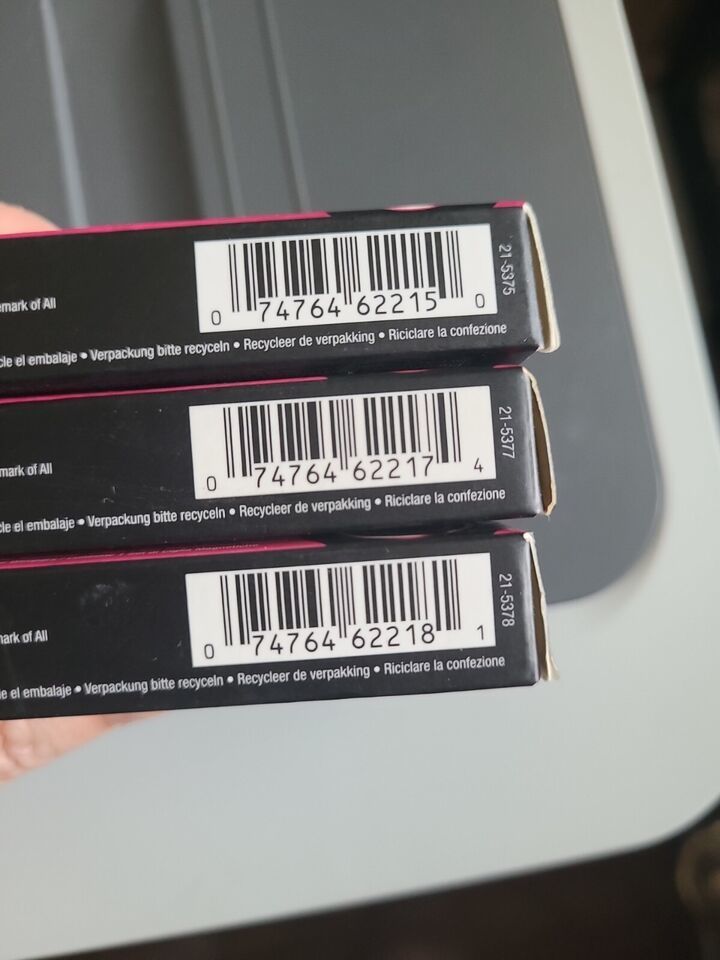 0 74764 62215 0
21-5375
emark of All
cle el embalaje • Verpackung bitte recyceln • Recycleer de verpakking • Riciclare la confezione
0 74764 62217 4
21-5377
mark of All
cle el embalaje • Verpackung bitte recyceln • Recycleer de verpakking • Riciclare la confezione
0 74764 62218 1
21-5378
nark of All
le el embalaje • Verpackung bitte recyceln • Recycleer de verpakking • Riciclare la confezione